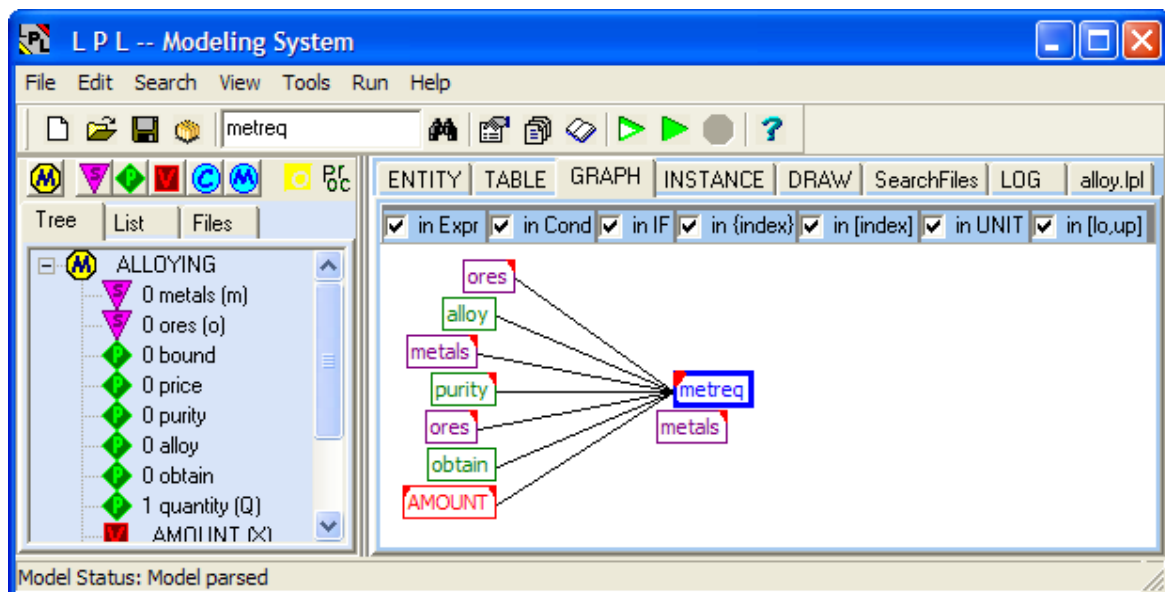 L P L -- Modeling System
File Edit Search View Tools Run Help
metreq
M S P V C M Proc
Tree List Files
ALLOYING
0 metals (m)
0 ores (o)
0 bound
0 price
0 purity
0 alloy
0 obtain
1 quantity (Q)
AMOUNT (X)
ENTITY TABLE GRAPH INSTANCE DRAW SearchFiles LOG alloy.lpl
in Expr in Cond in IF in {index} in [index] in UNIT in [lo,up]
ores
alloy
metals
purity
ores
obtain
AMOUNT
metreq
metals
Model Status: Model parsed